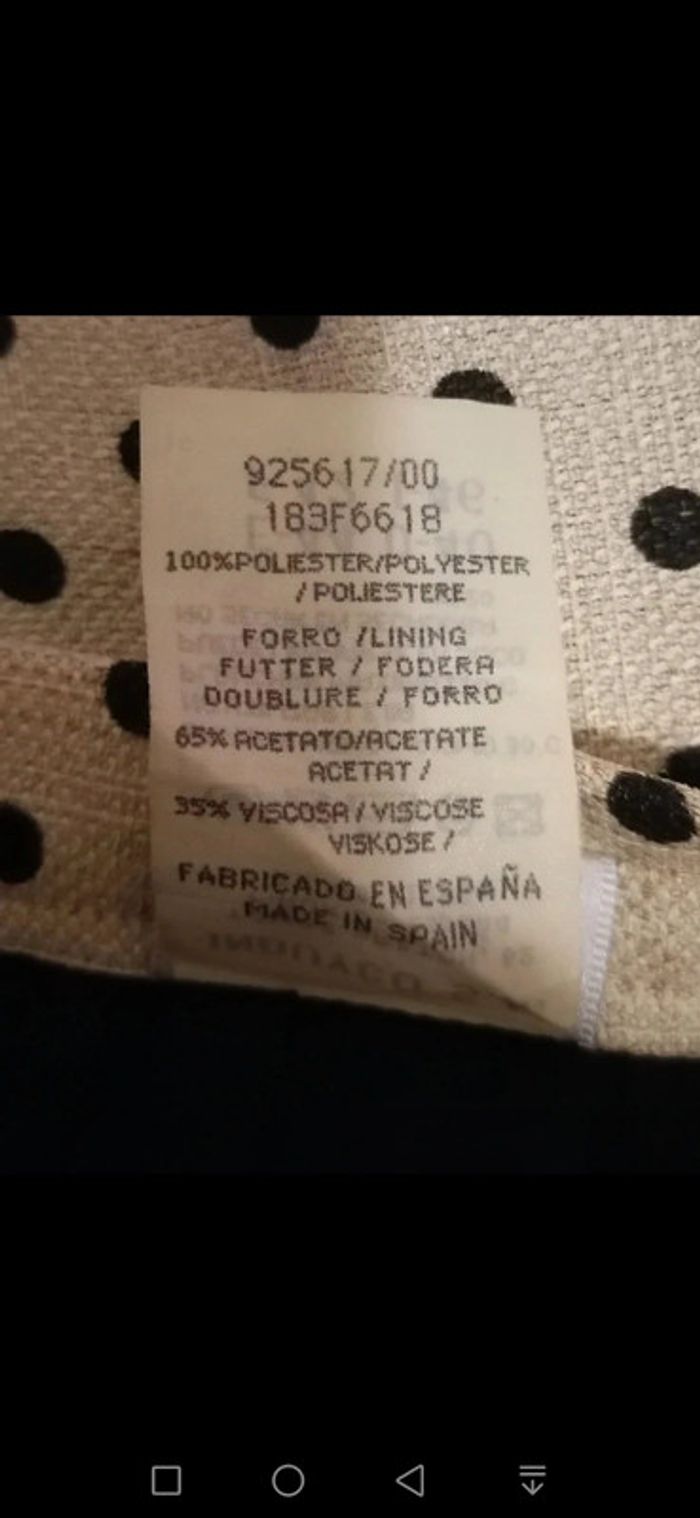 925617/00
183F6618
100%POLIESTER/POLYESTER
/ POLIESTERE
FORRO /LINING
FUTTER / FODERA
DOUBLURE / FORRO
65% ACETATO/ACETATE
ACETAT /
35% VISCOSA / VISCOSE
VISKOSE /
FABRICADO EN ESPAÑA
MADE IN SPAIN